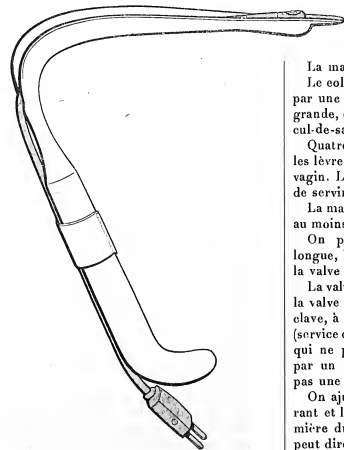 La ma
Le col
par une
grande,
cul-de-sa
Quatre
les lèvre
vagin. L
de servir
La ma
au moins
On p
longue,
la valve
La valv
la valve
clave, à
(service
qui ne p
par un
pas une
On aju
rant et l
mière du
peut dire